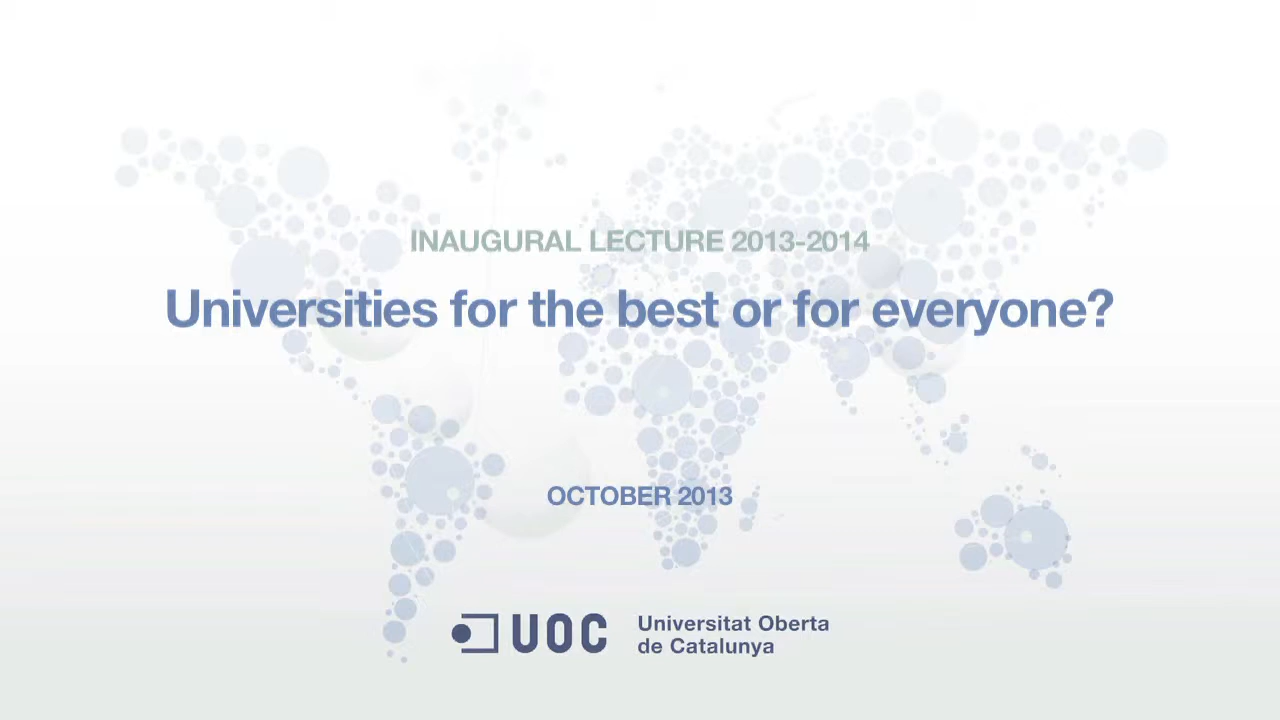 INAUGURAL LECTURE 2013-2014
Universities for the best or for everyone?
OCTOBER 2013
UOC
Universitat Oberta
de Catalunya